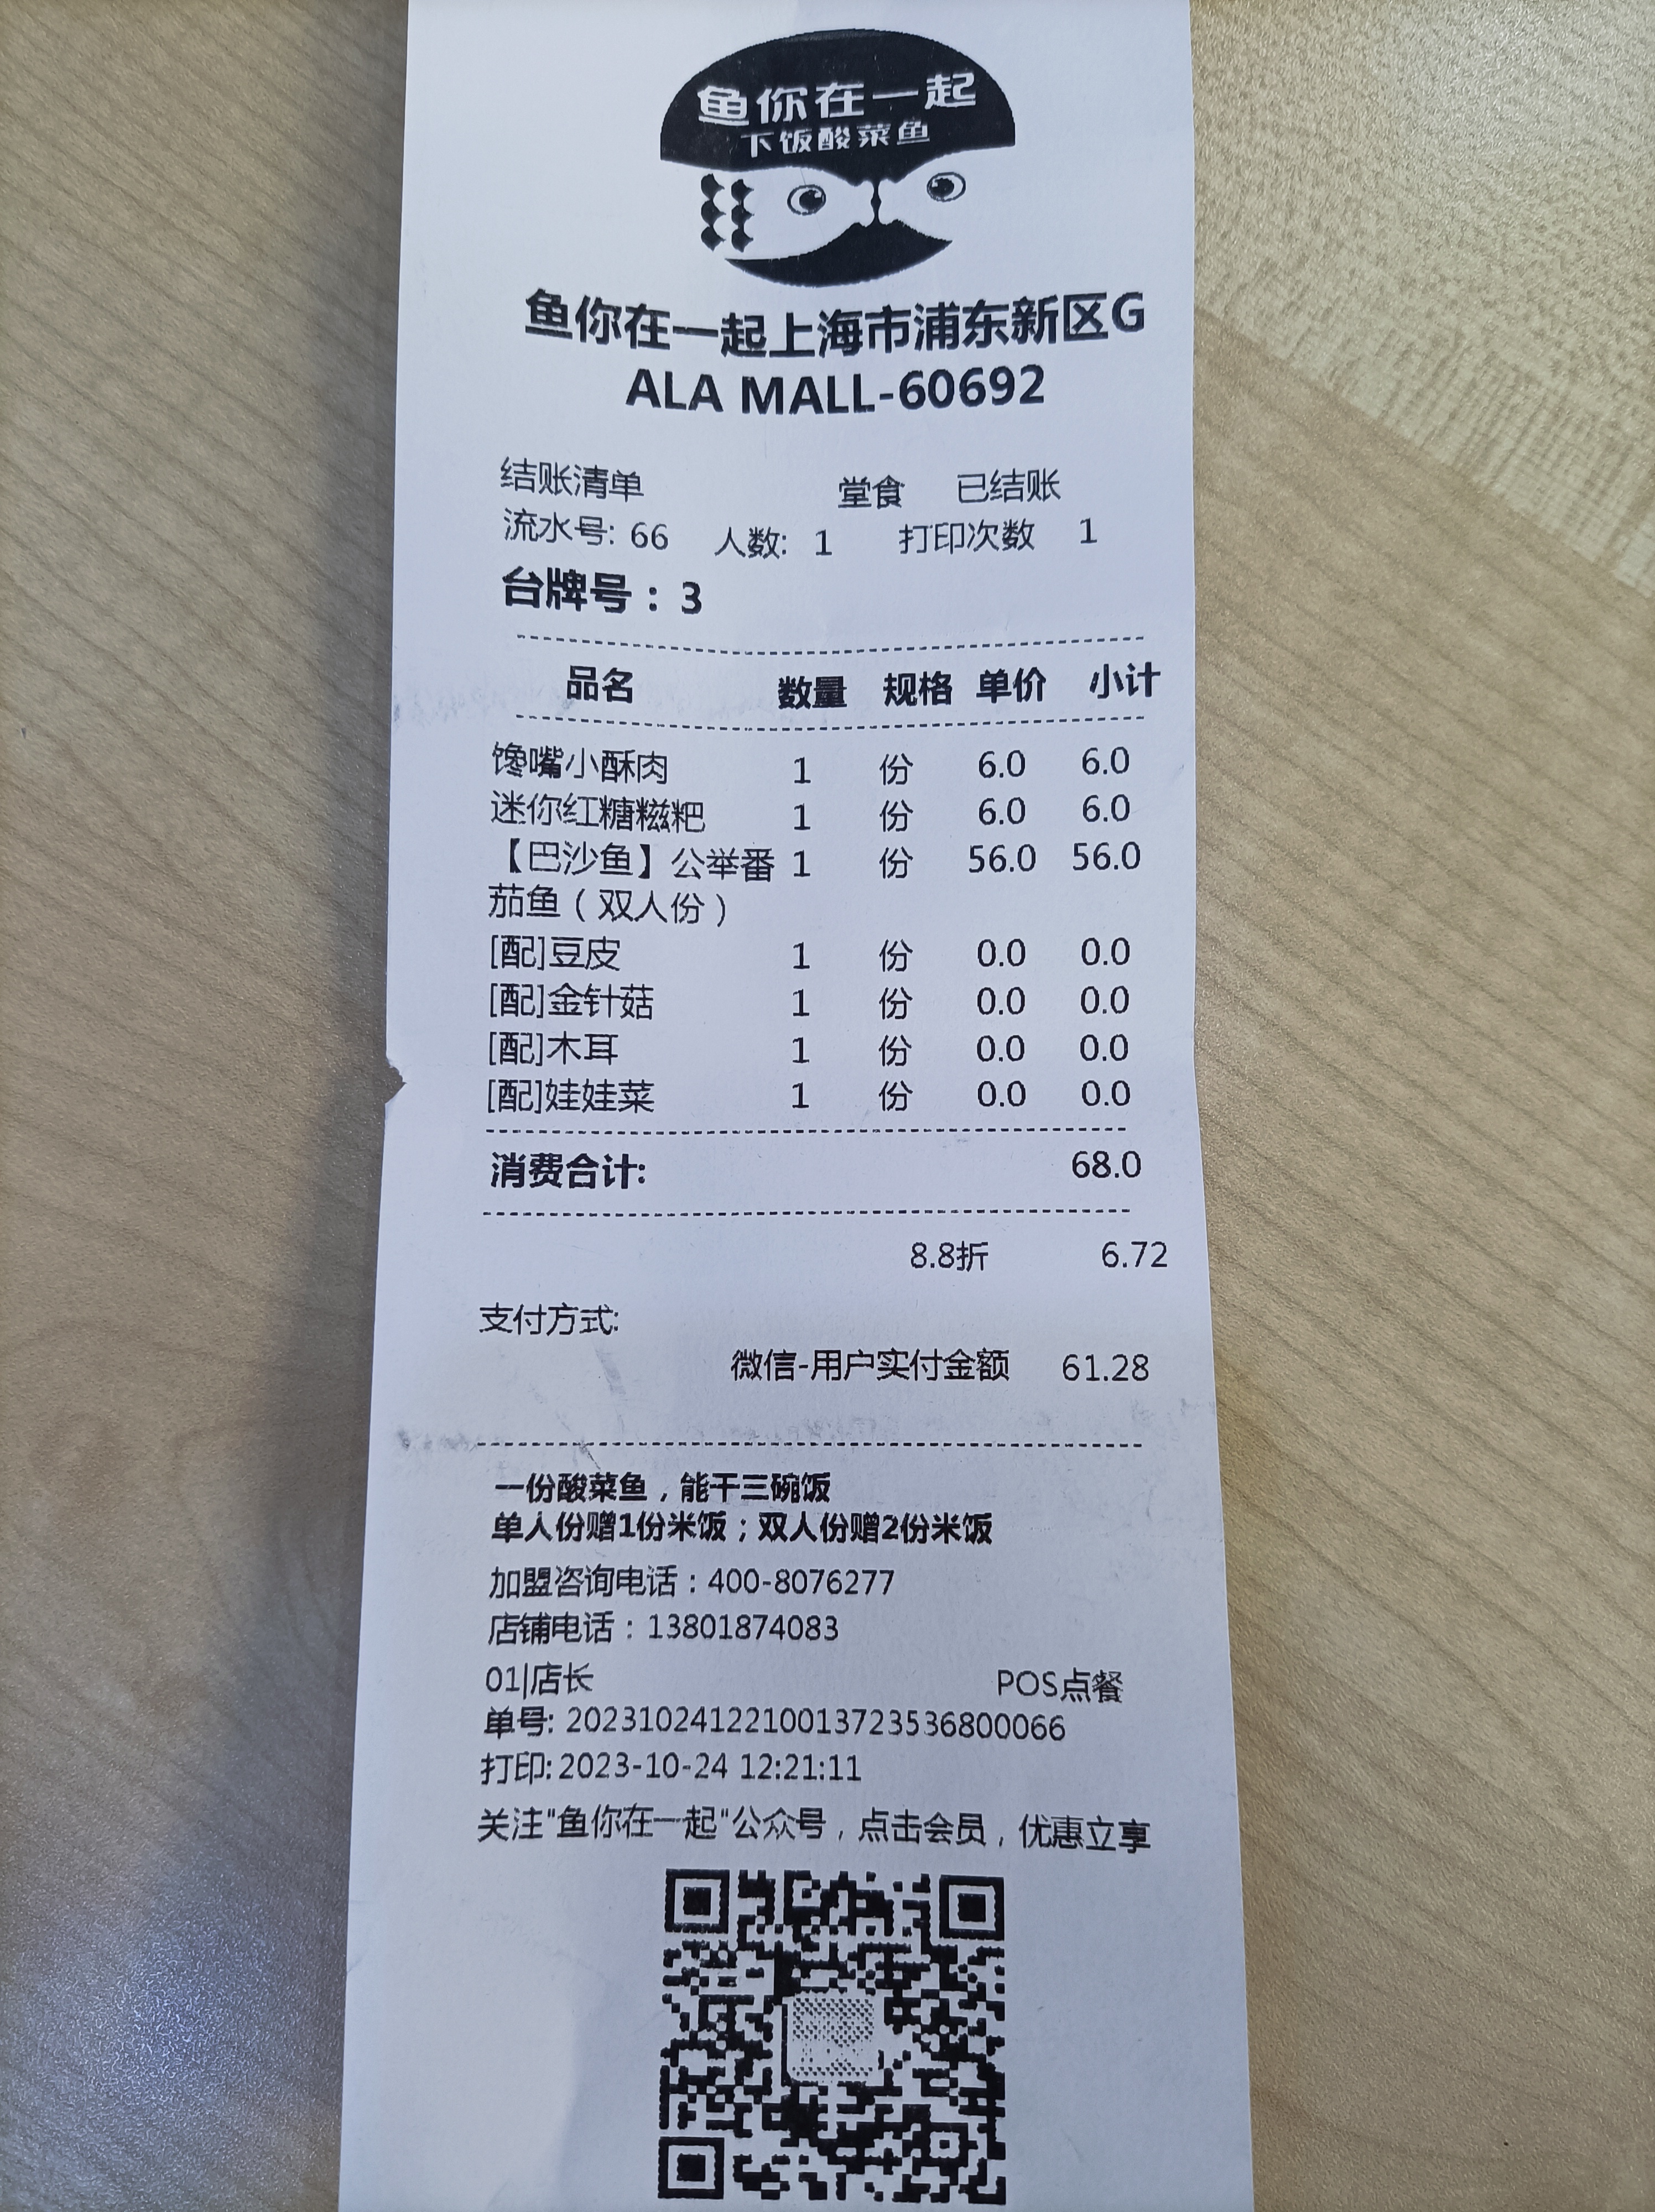 鱼你在一起
下饭酸菜鱼
鱼你在一起上海市浦东新区G
ALA MALL-60692
结账清单 堂食 已结账
流水号: 66 人数: 1 打印次数 1
台牌号：3
品名 数量 规格 单价 小计
馋嘴小酥肉 1 份 6.0 6.0
迷你红糖糍粑 1 份 6.0 6.0
【巴沙鱼】公举番 1 份 56.0 56.0
茄鱼（双人份）
[配]豆皮 1 份 0.0 0.0
[配]金针菇 1 份 0.0 0.0
[配]木耳 1 份 0.0 0.0
[配]娃娃菜 1 份 0.0 0.0
消费合计: 68.0
8.8折 6.72
支付方式:
微信-用户实付金额 61.28
一份酸菜鱼，能干三碗饭
单人份赠1份米饭；双人份赠2份米饭
加盟咨询电话：400-8076277
店铺电话：13801874083
01|店长 POS点餐
单号: 20231024122100137235368000​66
打印: 2023-10-24 12:21:11
关注"鱼你在一起"公众号，点击会员，优惠立享